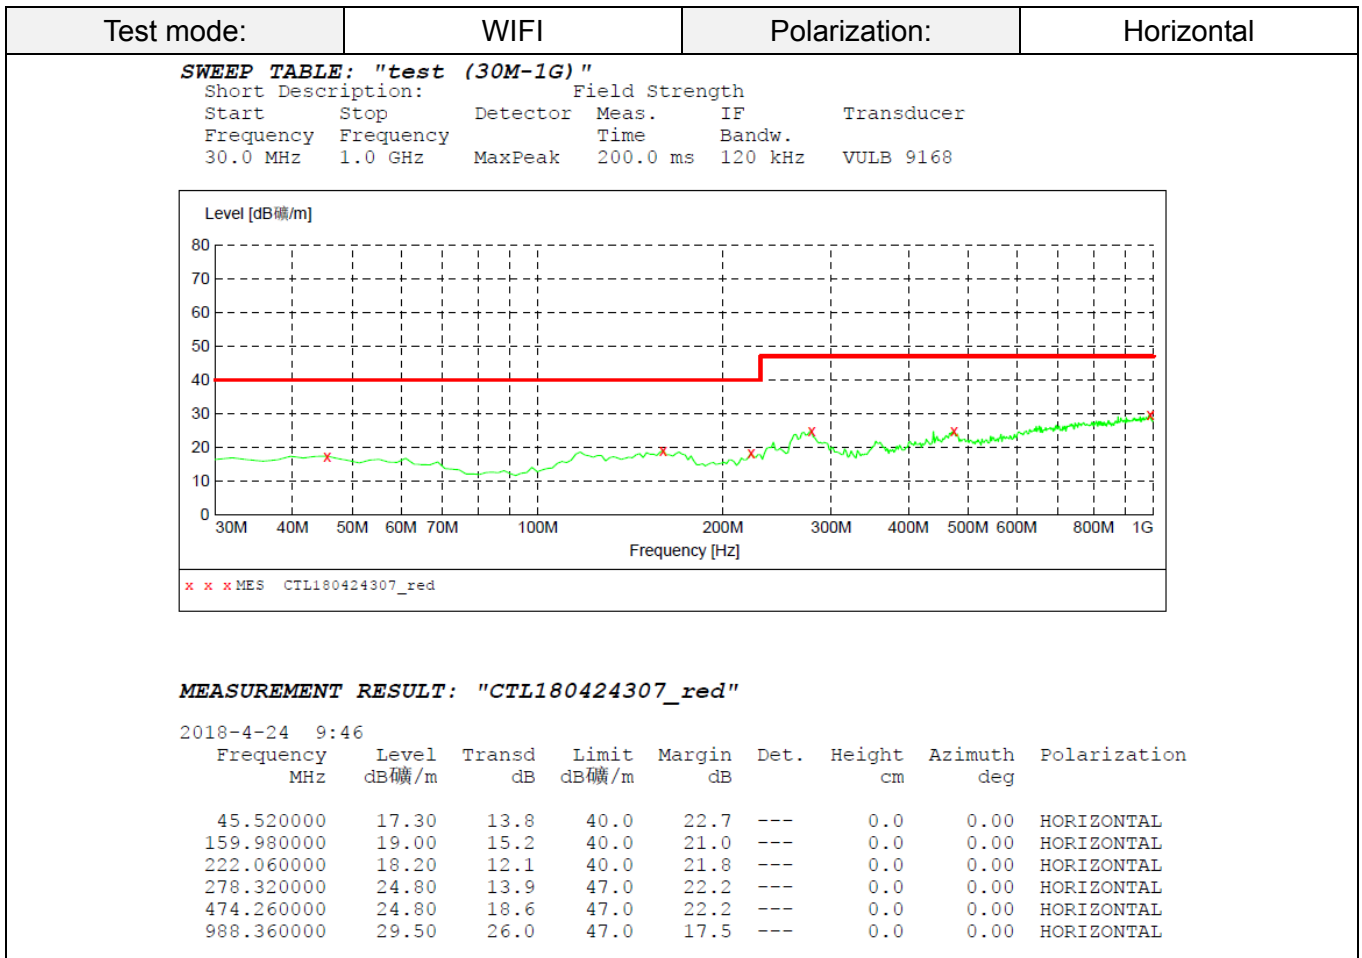 Test mode: WIFI Polarization: Horizontal
SWEEP TABLE: "test (30M-1G)"
Short Description: Field Strength
Start Stop Detector Meas. IF Transducer
Frequency Frequency Time Bandw.
30.0 MHz 1.0 GHz MaxPeak 200.0 ms 120 kHz VULB 9168
Level [dB礦/m]
80
70
60
50
40
30
20
10
0
30M 40M 50M 60M 70M 100M 200M 300M 400M 500M 600M 800M 1G
Frequency [Hz]
x x x MES CTL180424307_red
MEASUREMENT RESULT: "CTL180424307_red"
2018-4-24 9:46
Frequency Level Transd Limit Margin Det. Height Azimuth Polarization
MHz dB礦/m dB dB礦/m dB cm deg
45.520000 17.30 13.8 40.0 22.7 --- 0.0 0.00 HORIZONTAL
159.980000 19.00 15.2 40.0 21.0 --- 0.0 0.00 HORIZONTAL
222.060000 18.20 12.1 40.0 21.8 --- 0.0 0.00 HORIZONTAL
278.320000 24.80 13.9 47.0 22.2 --- 0.0 0.00 HORIZONTAL
474.260000 24.80 18.6 47.0 22.2 --- 0.0 0.00 HORIZONTAL
988.360000 29.50 26.0 47.0 17.5 --- 0.0 0.00 HORIZONTAL